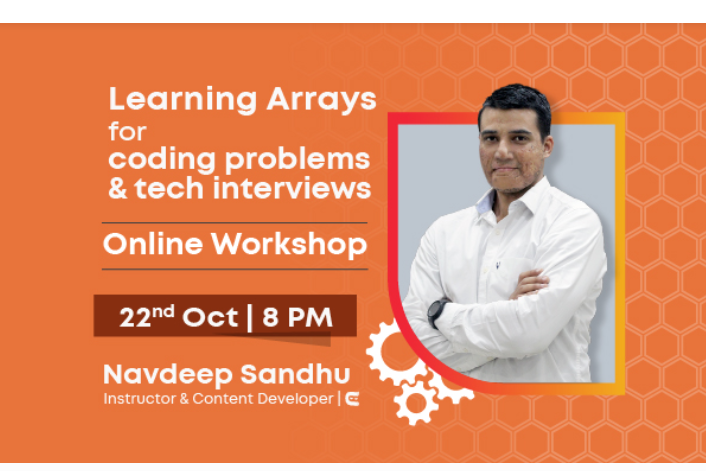 Learning Arrays
for
coding problems
& tech interviews
Online Workshop
22nd Oct | 8 PM
Navdeep Sandhu
Instructor & Content Developer |